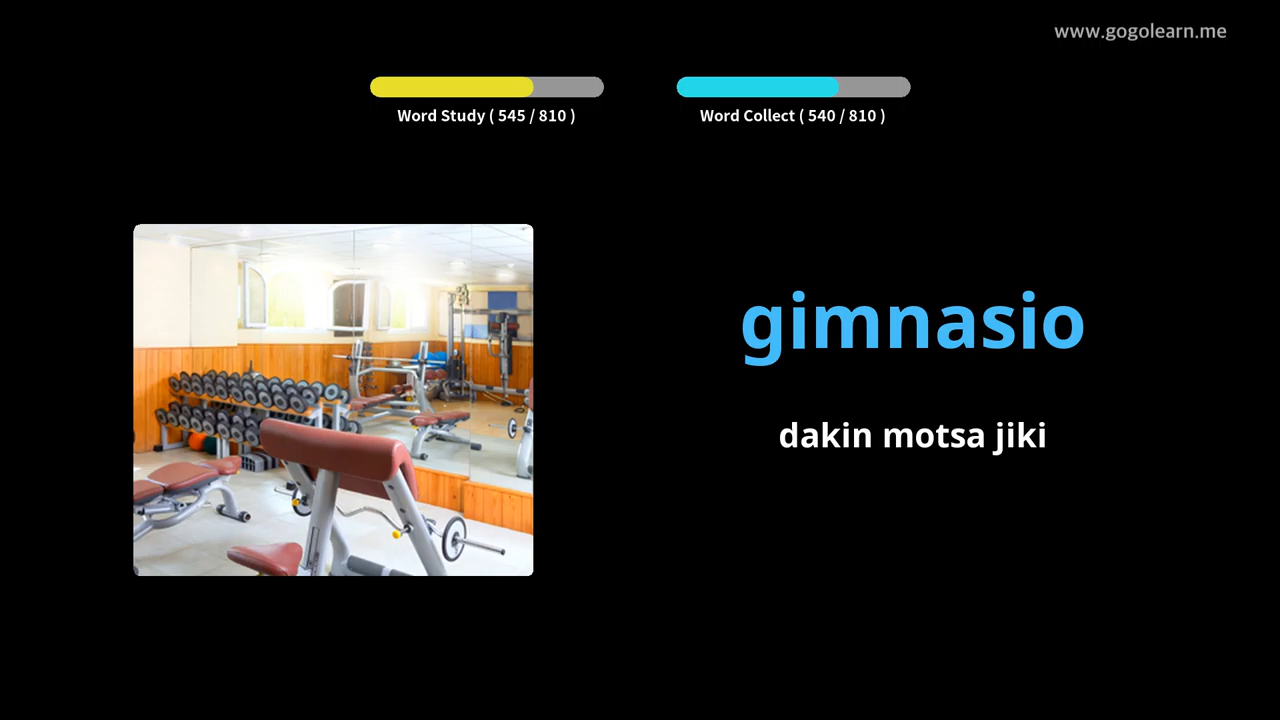 www.gogolearn.me
Word Study ( 545 / 810 )
Word Collect ( 540 / 810 )
gimnasio
dakin motsa jiki